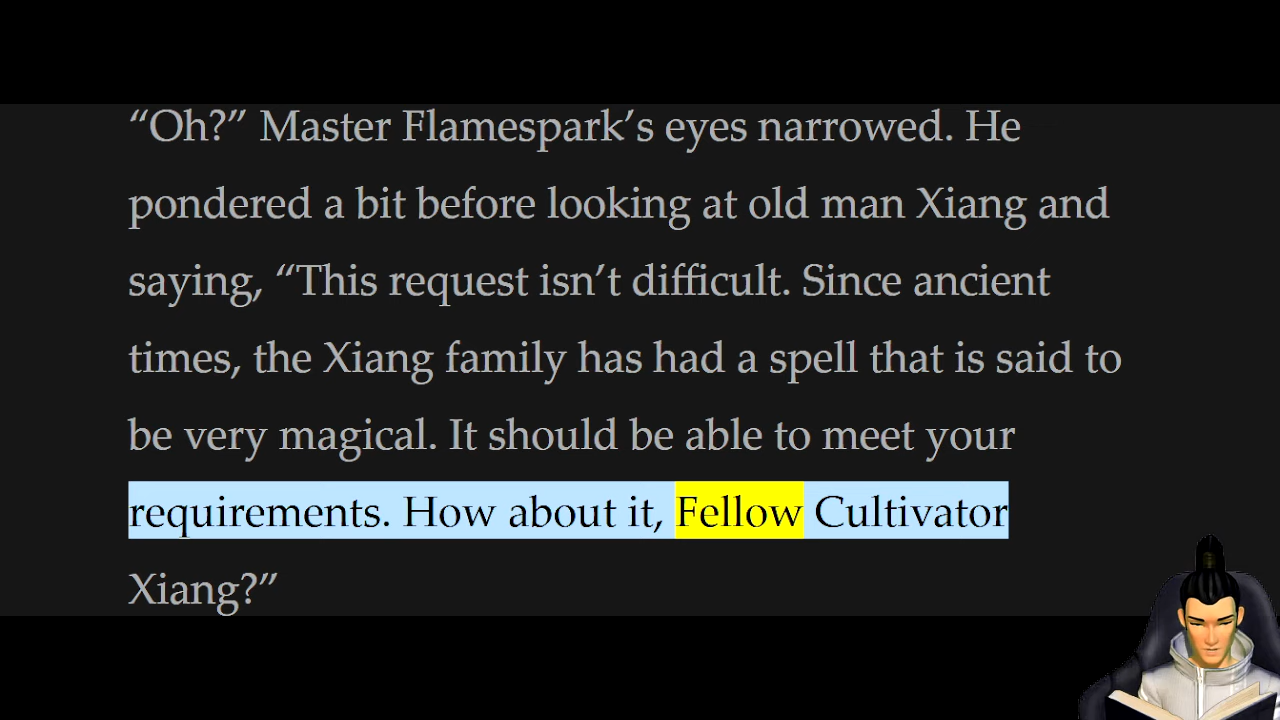 “Oh?” Master Flamespark’s eyes narrowed. He
pondered a bit before looking at old man Xiang and
saying, “This request isn’t difficult. Since ancient
times, the Xiang family has had a spell that is said to
be very magical. It should be able to meet your
requirements. How about it, Fellow Cultivator
Xiang?”